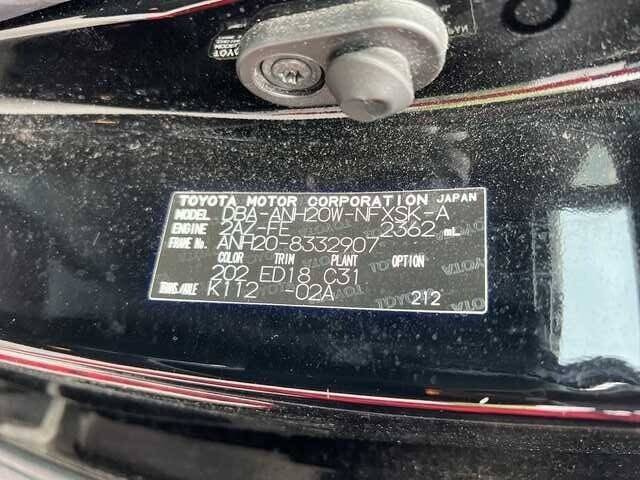 TOYOTA MOTOR CORPORATION JAPAN
MODEL DBA-ANH20W-NFXSK-A
ENGINE 2AZ-FE 2362 mL
FRAME No. ANH20-8332907
COLOR TRIM PLANT OPTION
202 ED18 C31
TRANS/AXLE K112 -02A 212